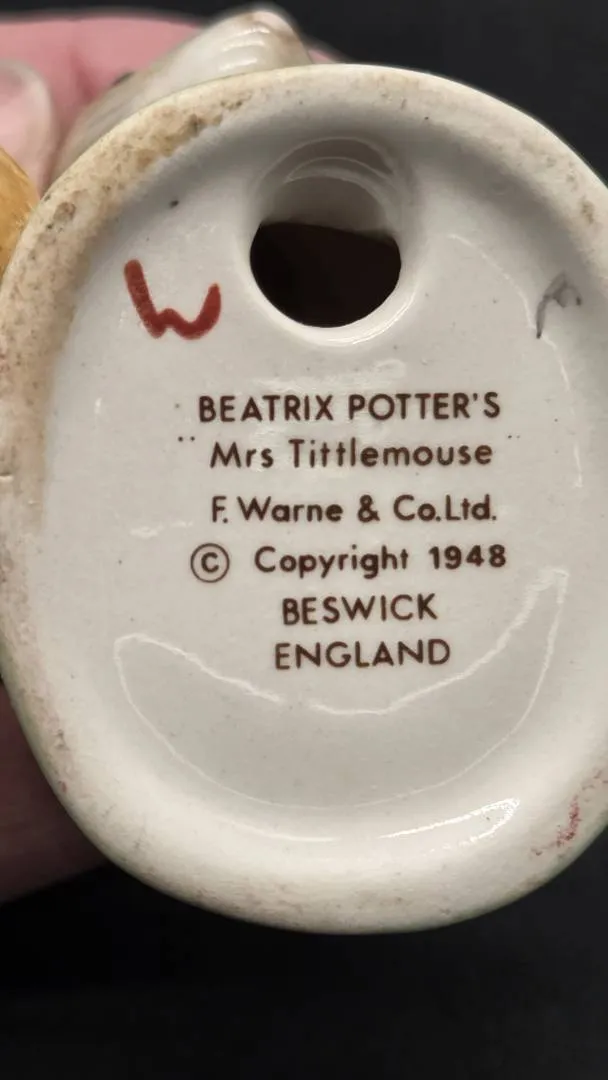 W
BEATRIX POTTER'S
"Mrs Tittlemouse"
F. Warne & Co.Ltd.
© Copyright 1948
BESWICK
ENGLAND